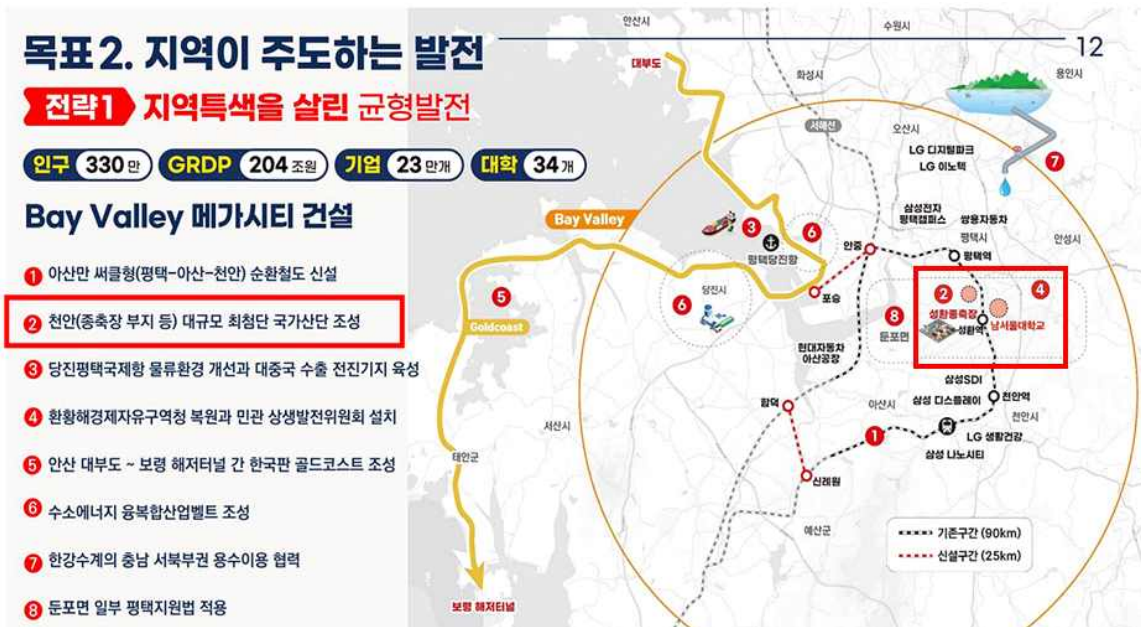 목표2. 지역이 주도하는 발전
12
전략1 지역특색을 살린 균형발전
인구 330만 GRDP 204조원 기업 23만개 대학 34개
Bay Valley 메가시티 건설
1 아산만 써클형(평택-아산-천안) 순환철도 신설
2 천안(종축장 부지 등) 대규모 최첨단 국가산단 조성
3 당진평택국제항 물류환경 개선과 대중국 수출 전진기지 육성
4 환황해경제자유구역청 복원과 민관 상생발전위원회 설치
5 안산 대부도 ~ 보령 해저터널 간 한국판 골드코스트 조성
6 수소에너지 융복합산업벨트 조성
7 한강수계의 충남 서북부권 용수이용 협력
8 둔포면 일부 평택지원법 적용
안산시
수원시
대부도
화성시
용인시
서해선
오산시
LG 디지털파크
LG 이노텍
7
Bay Valley
삼성전자
평택캠퍼스
쌍용자동차
3
6
평택당진항
안중
평택시
평택역
안성시
당진시
6
포승
2
4
성환종축장
성환역
남서울대학교
5
Goldcoast
8
둔포면
현대자동차
아산공장
삼성SDI
삼성 디스플레이
천안역
합덕
아산시
천안시
서산시
1
LG 생활건강
삼성 나노시티
태안군
신례원
예산군
기존구간 (90km)
신설구간 (25km)
보령 해저터널